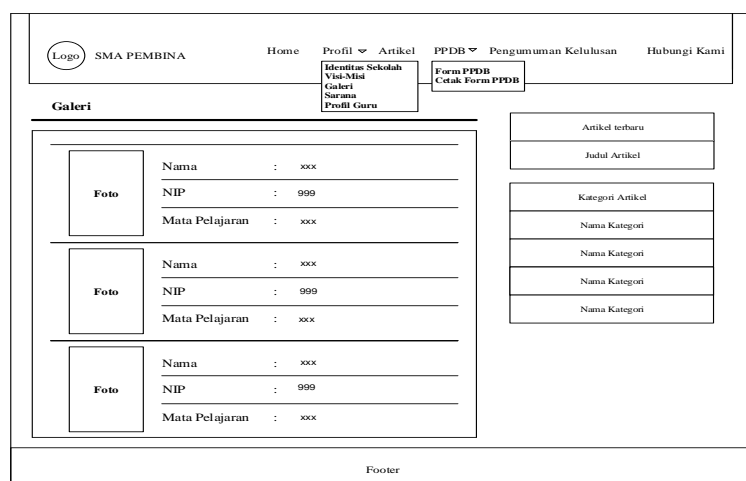 Logo SMA PEMBINA Home Profil Artikel PPDB Pengumuman Kelulusan Hubungi Kami
Identitas Sekolah
Visi-Misi
Galeri
Sarana
Profil Guru
Form PPDB
Cetak Form PPDB
Galeri
Foto
Nama : xxx
NIP : 999
Mata Pelajaran : xxx
Foto
Nama : xxx
NIP : 999
Mata Pelajaran : xxx
Foto
Nama : xxx
NIP : 999
Mata Pelajaran : xxx
Artikel terbaru
Judul Artikel
Kategori Artikel
Nama Kategori
Nama Kategori
Nama Kategori
Nama Kategori
Footer